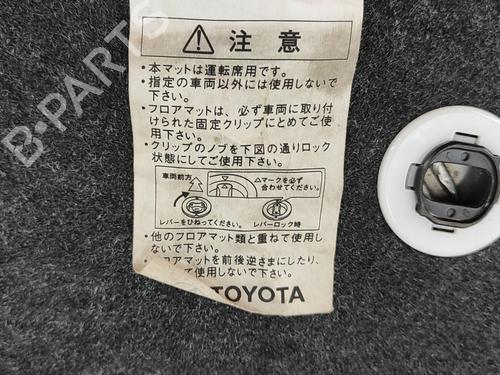 注意
・本マットは運転席用です。
・指定の車両以外には使用しないで
下さい。
・フロアマットは、必ず車両に取り付
けられた固定クリップにとめてご使
用下さい。
・クリップのノブを下図の通りロック
状態にしてご使用下さい。
車両前方
△マークを必ず
合わせてください。
レバーをひねってください。
レバーロック時
・他のフロアマット類と重ねて使用し
ないで下さい。
・フロアマットを前後逆さまにしたり、
て使用しないで下さい。
TOYOTA
B-PARTS